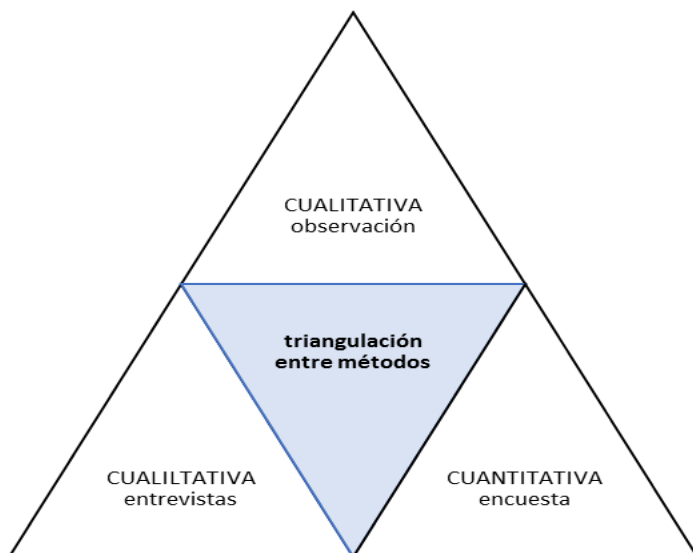 CUALITATIVA
observación
triangulación
entre métodos
CUALILTATIVA
entrevistas
CUANTITATIVA
encuesta